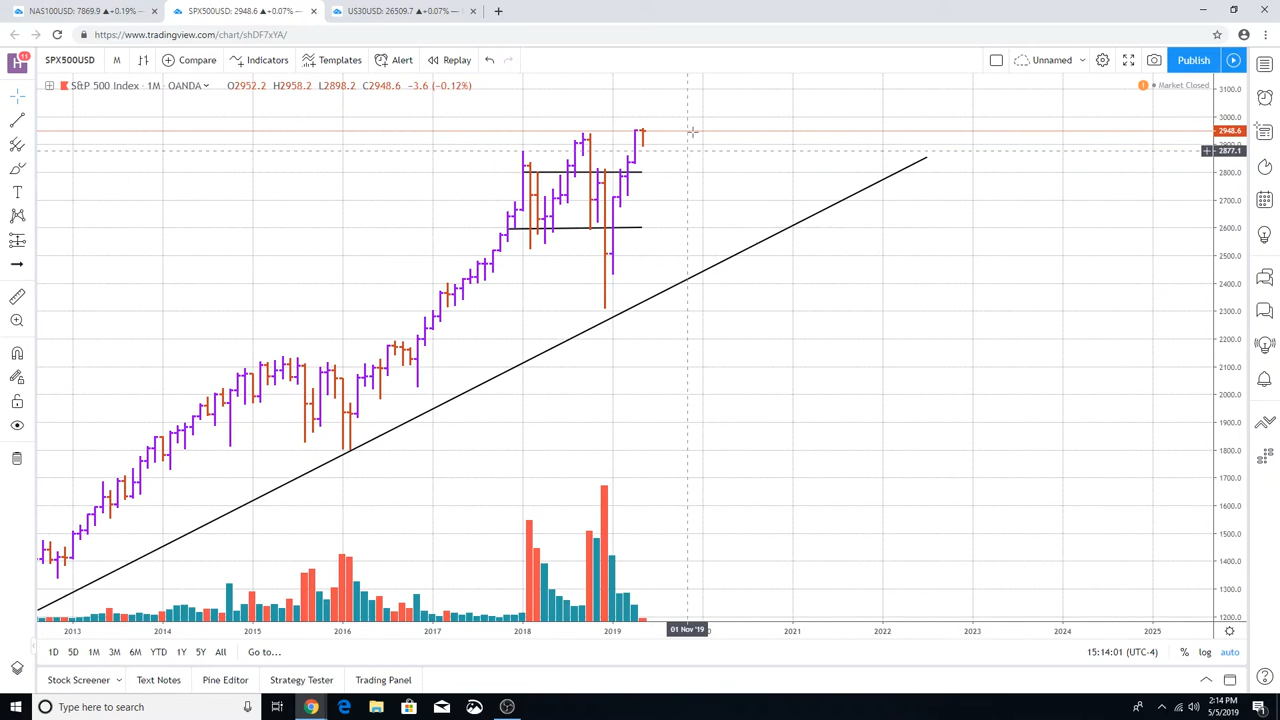 NAS100USD: 7869.9 ▲+0.19% —
SPX500USD: 2948.6 ▲+0.07% —
US30USD: 26509.7 ▲+0.07% —
https://www.tradingview.com/chart/shDF7xYA/
H
11
SPX500USD
M
Compare
Indicators
Templates
Alert
Replay
Unnamed
Publish
S&P 500 Index · 1M · OANDA
O2952.2 H2958.2 L2898.2 C2948.6 −3.6 (−0.12%)
Market Closed
3100.0
3000.0
2948.6
2877.1
2800.0
2700.0
2600.0
2500.0
2400.0
2300.0
2200.0
2100.0
2000.0
1900.0
1800.0
1700.0
1600.0
1500.0
1400.0
1300.0
1200.0
2013 2014 2015 2016 2017 2018 2019 01 Nov '19 2021 2022 2023 2024 2025
1D 5D 1M 3M 6M YTD 1Y 5Y All Go to...
15:14:01 (UTC-4) % log auto
Stock Screener Text Notes Pine Editor Strategy Tester Trading Panel
Type here to search
2:14 PM
5/5/2019
1